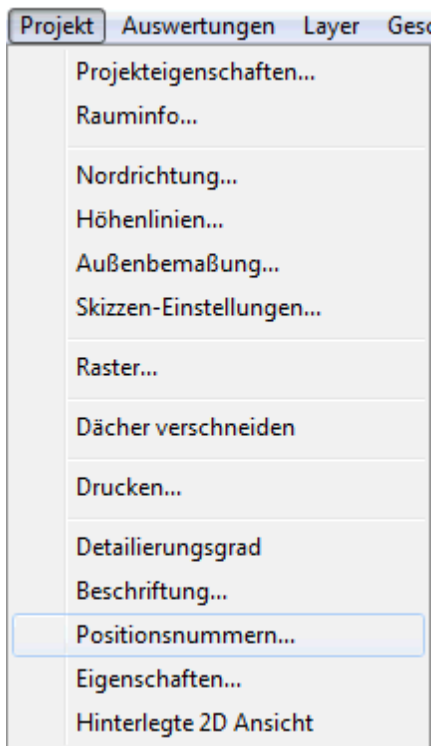 Projekt Auswertungen Layer Gesc
Projekteigenschaften...
Rauminfo...
Nordrichtung...
Höhenlinien...
Außenbemaßung...
Skizzen-Einstellungen...
Raster...
Dächer verschneiden
Drucken...
Detailierungsgrad
Beschriftung...
Positionsnummern...
Eigenschaften...
Hinterlegte 2D Ansicht